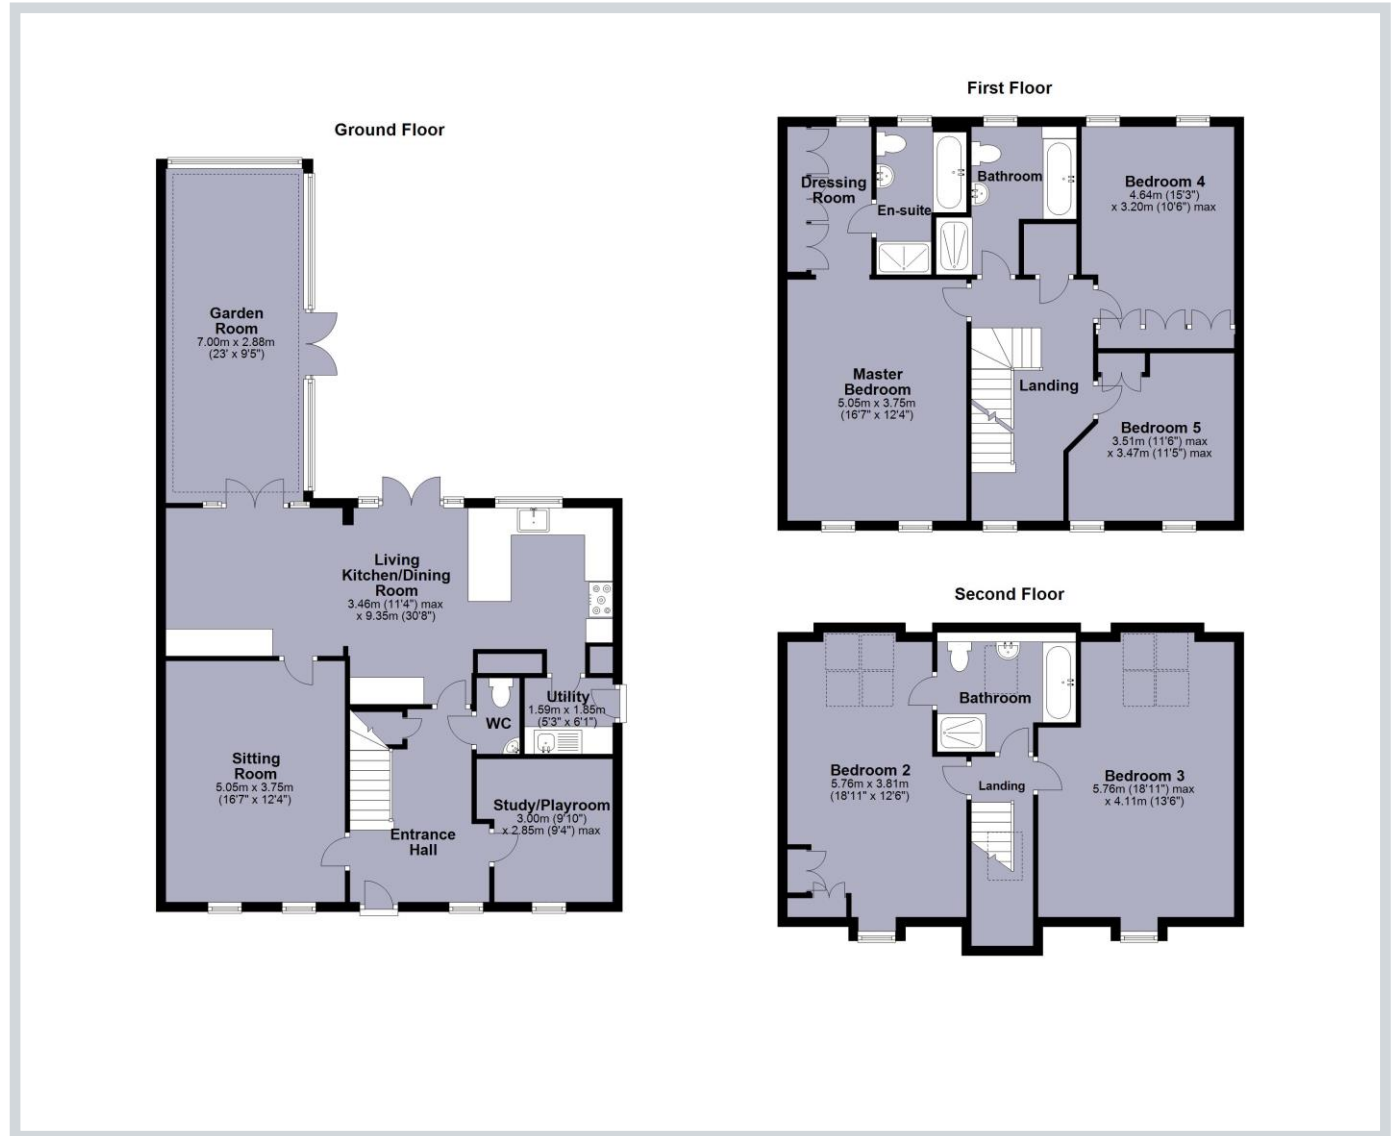 Ground Floor
Garden
Room
7.00m x 2.88m
(23' x 9'5")
Living
Kitchen/Dining
Room
3.46m (11'4") max
x 9.35m (30'8")
Utility
1.59m x 1.85m
(5'3" x 6'1")
WC
Sitting
Room
5.05m x 3.75m
(16'7" x 12'4")
Study/Playroom
3.00m (9'10")
x 2.85m (9'4") max
Entrance
Hall
First Floor
Dressing
Room
En-suite
Bathroom
Bedroom 4
4.64m (15'3")
x 3.20m (10'6") max
Master
Bedroom
5.05m x 3.75m
(16'7" x 12'4")
Landing
Bedroom 5
3.51m (11'6") max
x 3.47m (11'5") max
Second Floor
Bathroom
Bedroom 2
5.76m x 3.81m
(18'11" x 12'6")
Landing
Bedroom 3
5.76m (18'11") max
x 4.11m (13'6")